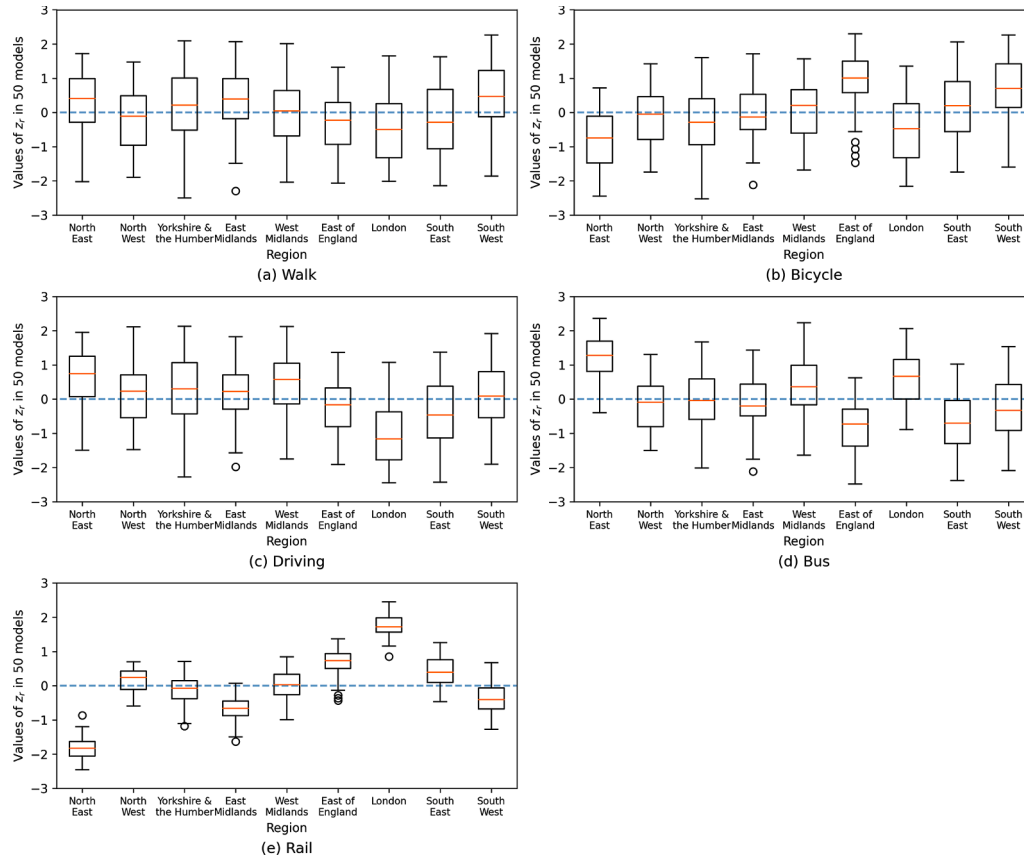 3
2
1
0
−1
−2
−3
Values of z_r in 50 models
North East
North West
Yorkshire & the Humber
East Midlands
West Midlands
East of England
London
South East
South West
Region
(a) Walk
3
2
1
0
−1
−2
−3
Values of z_r in 50 models
North East
North West
Yorkshire & the Humber
East Midlands
West Midlands
East of England
London
South East
South West
Region
(b) Bicycle
3
2
1
0
−1
−2
−3
Values of z_r in 50 models
North East
North West
Yorkshire & the Humber
East Midlands
West Midlands
East of England
London
South East
South West
Region
(c) Driving
3
2
1
0
−1
−2
−3
Values of z_r in 50 models
North East
North West
Yorkshire & the Humber
East Midlands
West Midlands
East of England
London
South East
South West
Region
(d) Bus
3
2
1
0
−1
−2
−3
Values of z_r in 50 models
North East
North West
Yorkshire & the Humber
East Midlands
West Midlands
East of England
London
South East
South West
Region
(e) Rail